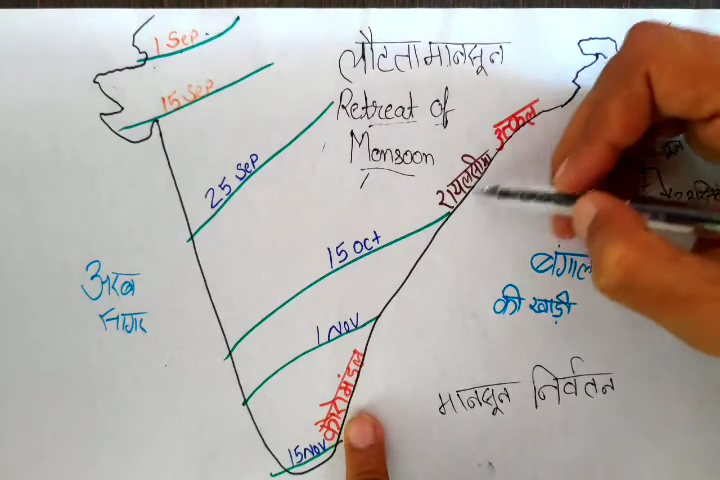 1 Sep.
15 Sep
25 Sep
15 Oct
1 Nov
15 Nov
लौटता मानसून
Retreat of
Monsoon
उत्कल
रायलसीमा
कोरोमंडल
अरब
सागर
बंगाल
की खाड़ी
मानसून निर्वतन